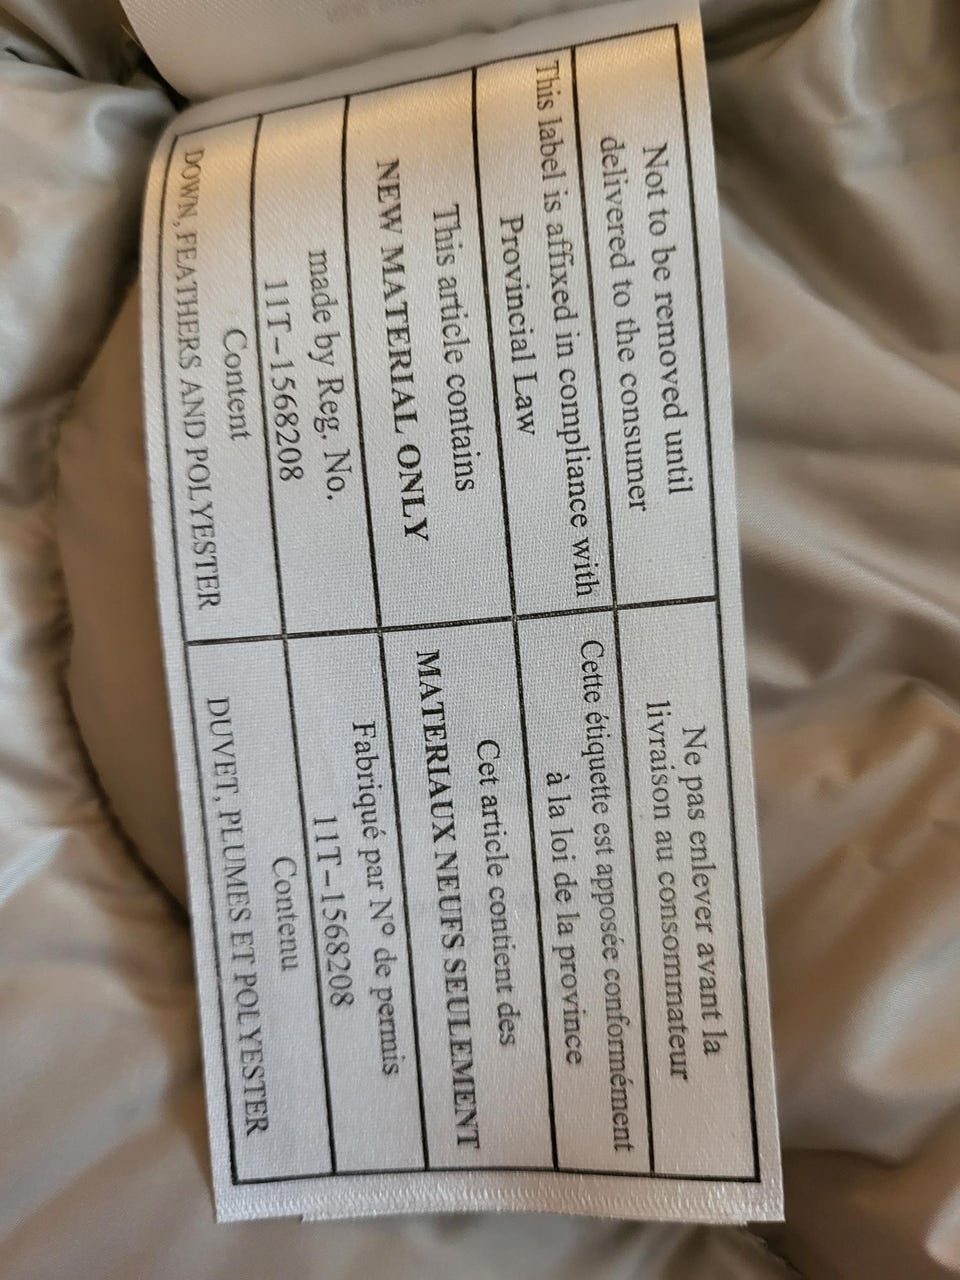 Not to be removed until
delivered to the consumer
This label is affixed in compliance with
Provincial Law
This article contains
NEW MATERIAL ONLY
made by Reg. No.
11T-1568208
Content
DOWN, FEATHERS AND POLYESTER
Ne pas enlever avant la
livraison au consommateur
Cette étiquette est apposée conformément
à la loi de la province
Cet article contient des
MATERIAUX NEUFS SEULEMENT
Fabriqué par Nº de permis
11T-1568208
Contenu
DUVET, PLUMES ET POLYESTER